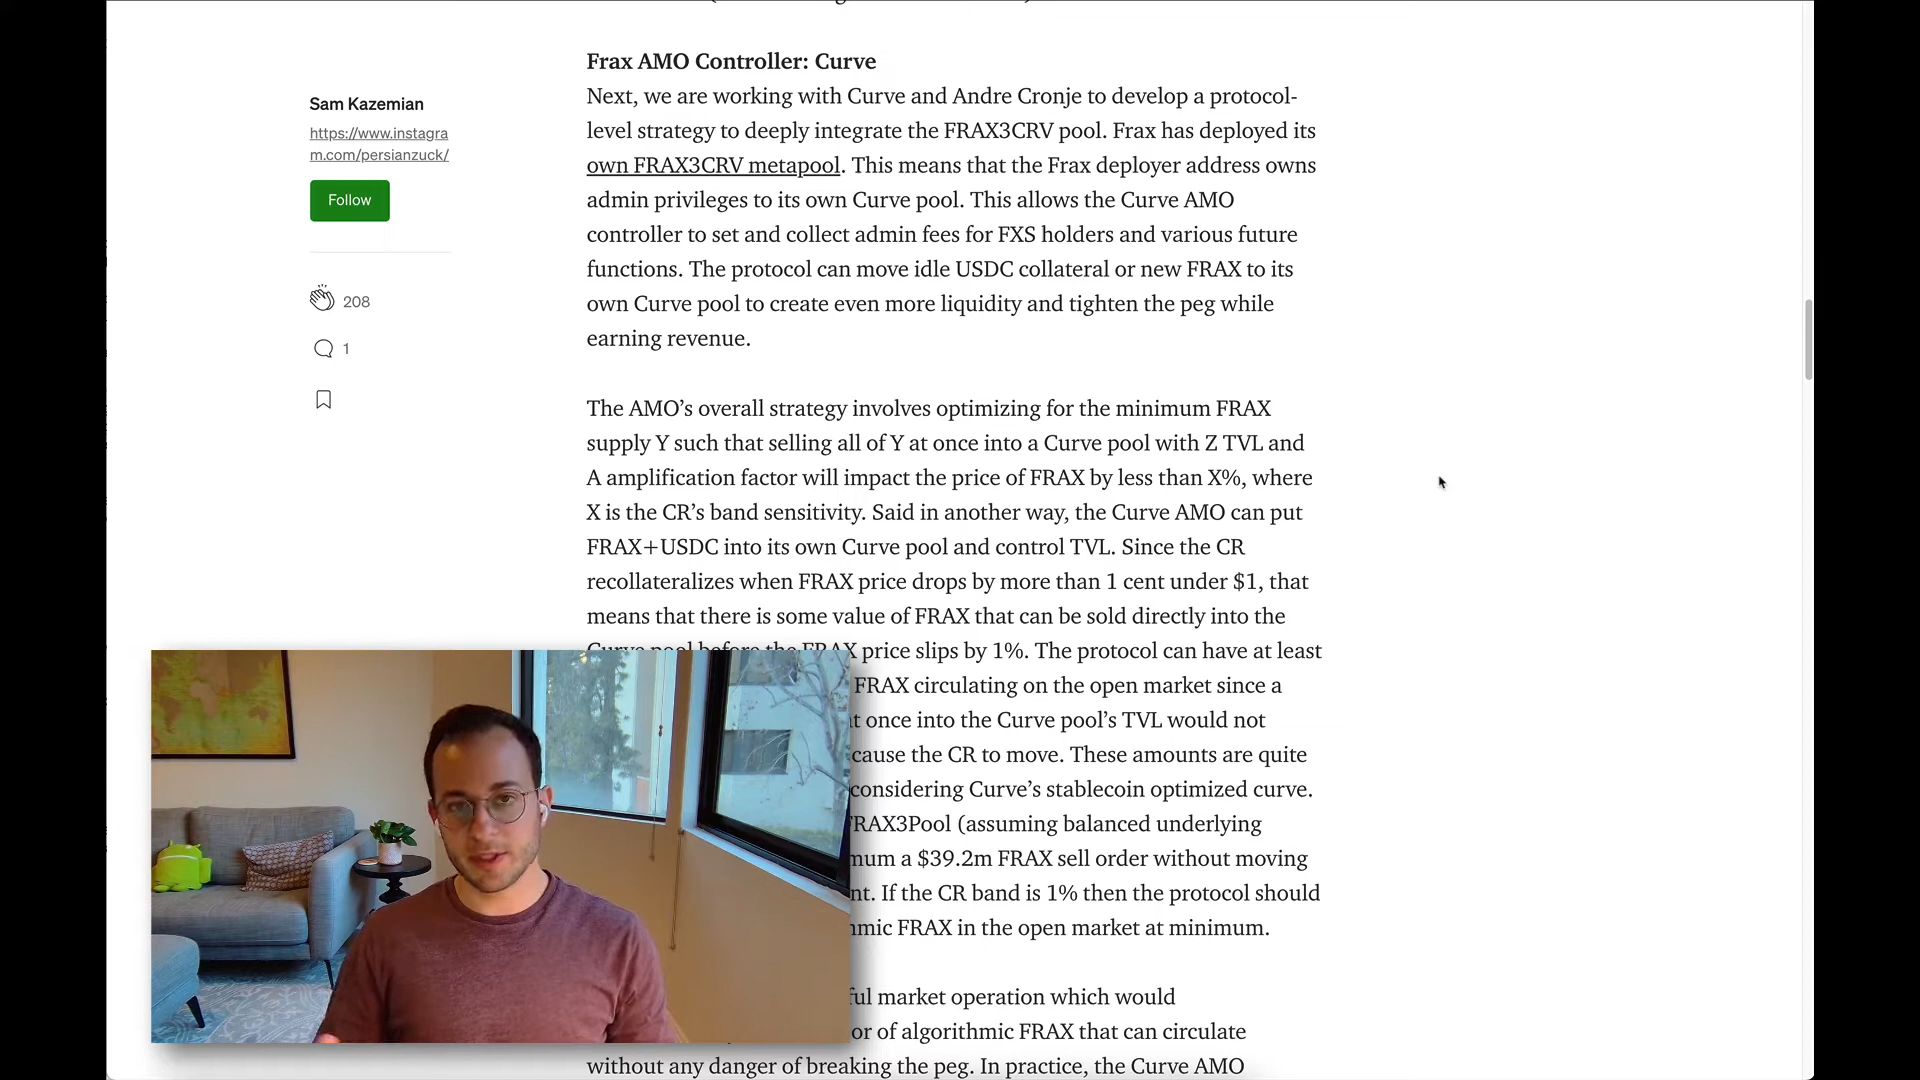 Frax AMO Controller: Curve
Sam Kazemian
https://www.instagra
m.com/persianzuck/
Follow
208
1
Next, we are working with Curve and Andre Cronje to develop a protocol-
level strategy to deeply integrate the FRAX3CRV pool. Frax has deployed its
own FRAX3CRV metapool. This means that the Frax deployer address owns
admin privileges to its own Curve pool. This allows the Curve AMO
controller to set and collect admin fees for FXS holders and various future
functions. The protocol can move idle USDC collateral or new FRAX to its
own Curve pool to create even more liquidity and tighten the peg while
earning revenue.
The AMO’s overall strategy involves optimizing for the minimum FRAX
supply Y such that selling all of Y at once into a Curve pool with Z TVL and
A amplification factor will impact the price of FRAX by less than X%, where
X is the CR’s band sensitivity. Said in another way, the Curve AMO can put
FRAX+USDC into its own Curve pool and control TVL. Since the CR
recollateralizes when FRAX price drops by more than 1 cent under $1, that
means that there is some value of FRAX that can be sold directly into the
Curve pool before the FRAX price slips by 1%. The protocol can have at least
FRAX circulating on the open market since a
once into the Curve pool’s TVL would not
cause the CR to move. These amounts are quite
considering Curve’s stablecoin optimized curve.
FRAX3Pool (assuming balanced underlying
a $39.2m FRAX sell order without moving
If the CR band is 1% then the protocol should
FRAX in the open market at minimum.
market operation which would
of algorithmic FRAX that can circulate
without any danger of breaking the peg. In practice, the Curve AMO